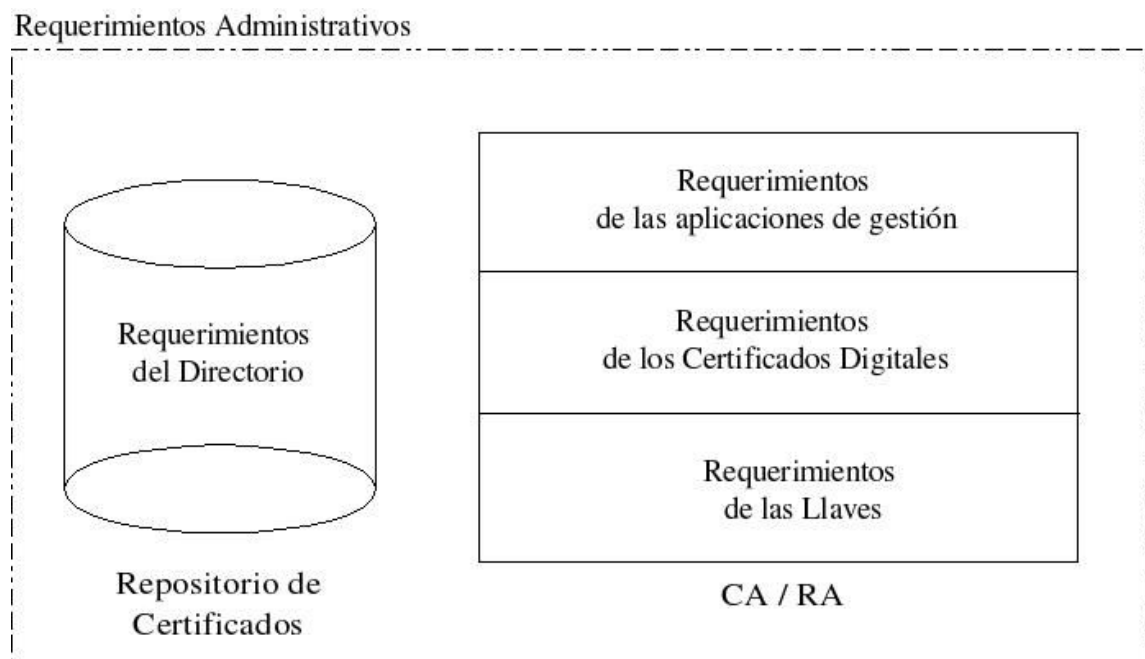 Requerimientos Administrativos
Requerimientos
del Directorio
Repositorio de
Certificados
Requerimientos
de las aplicaciones de gestión
Requerimientos
de los Certificados Digitales
Requerimientos
de las Llaves
CA / RA